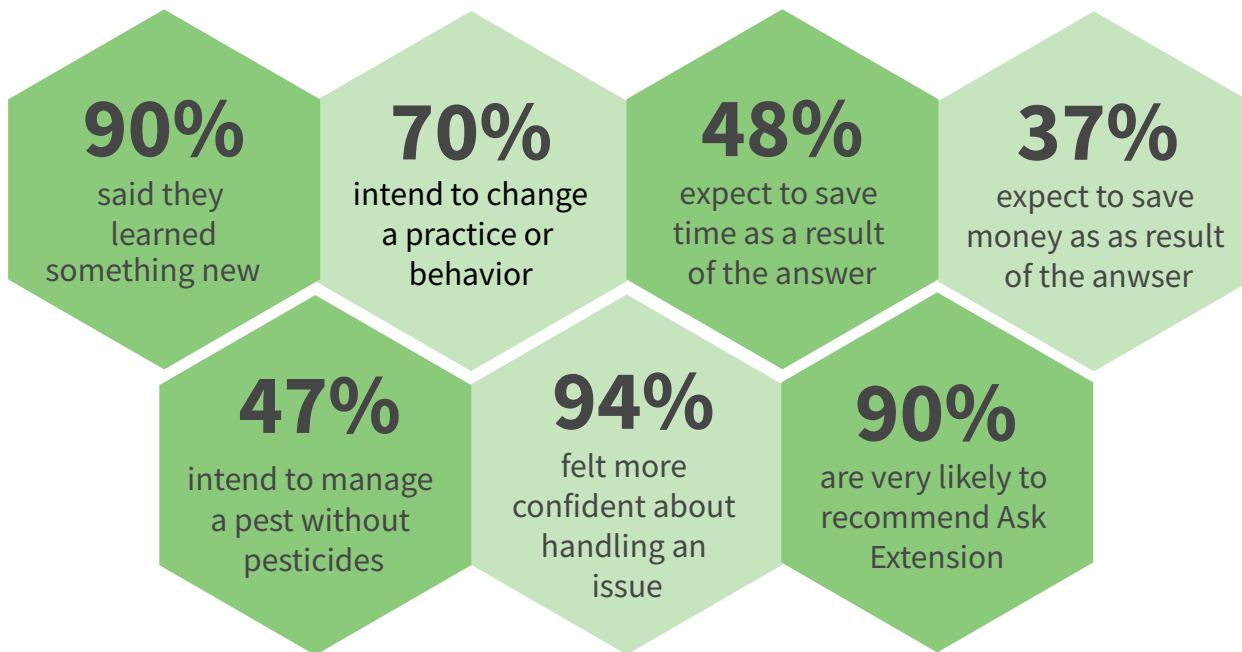 90%
said they
learned
something new
70%
intend to change
a practice or
behavior
48%
expect to save
time as a result
of the answer
37%
expect to save
money as as result
of the anwser
47%
intend to manage
a pest without
pesticides
94%
felt more
confident about
handling an
issue
90%
are very likely to
recommend Ask
Extension